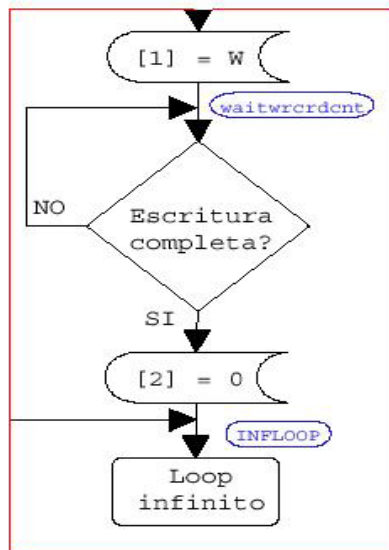 [1] = W
waitwrcrdcnt
NO
Escritura
completa?
SI
[2] = 0
INFLOOP
Loop
infinito